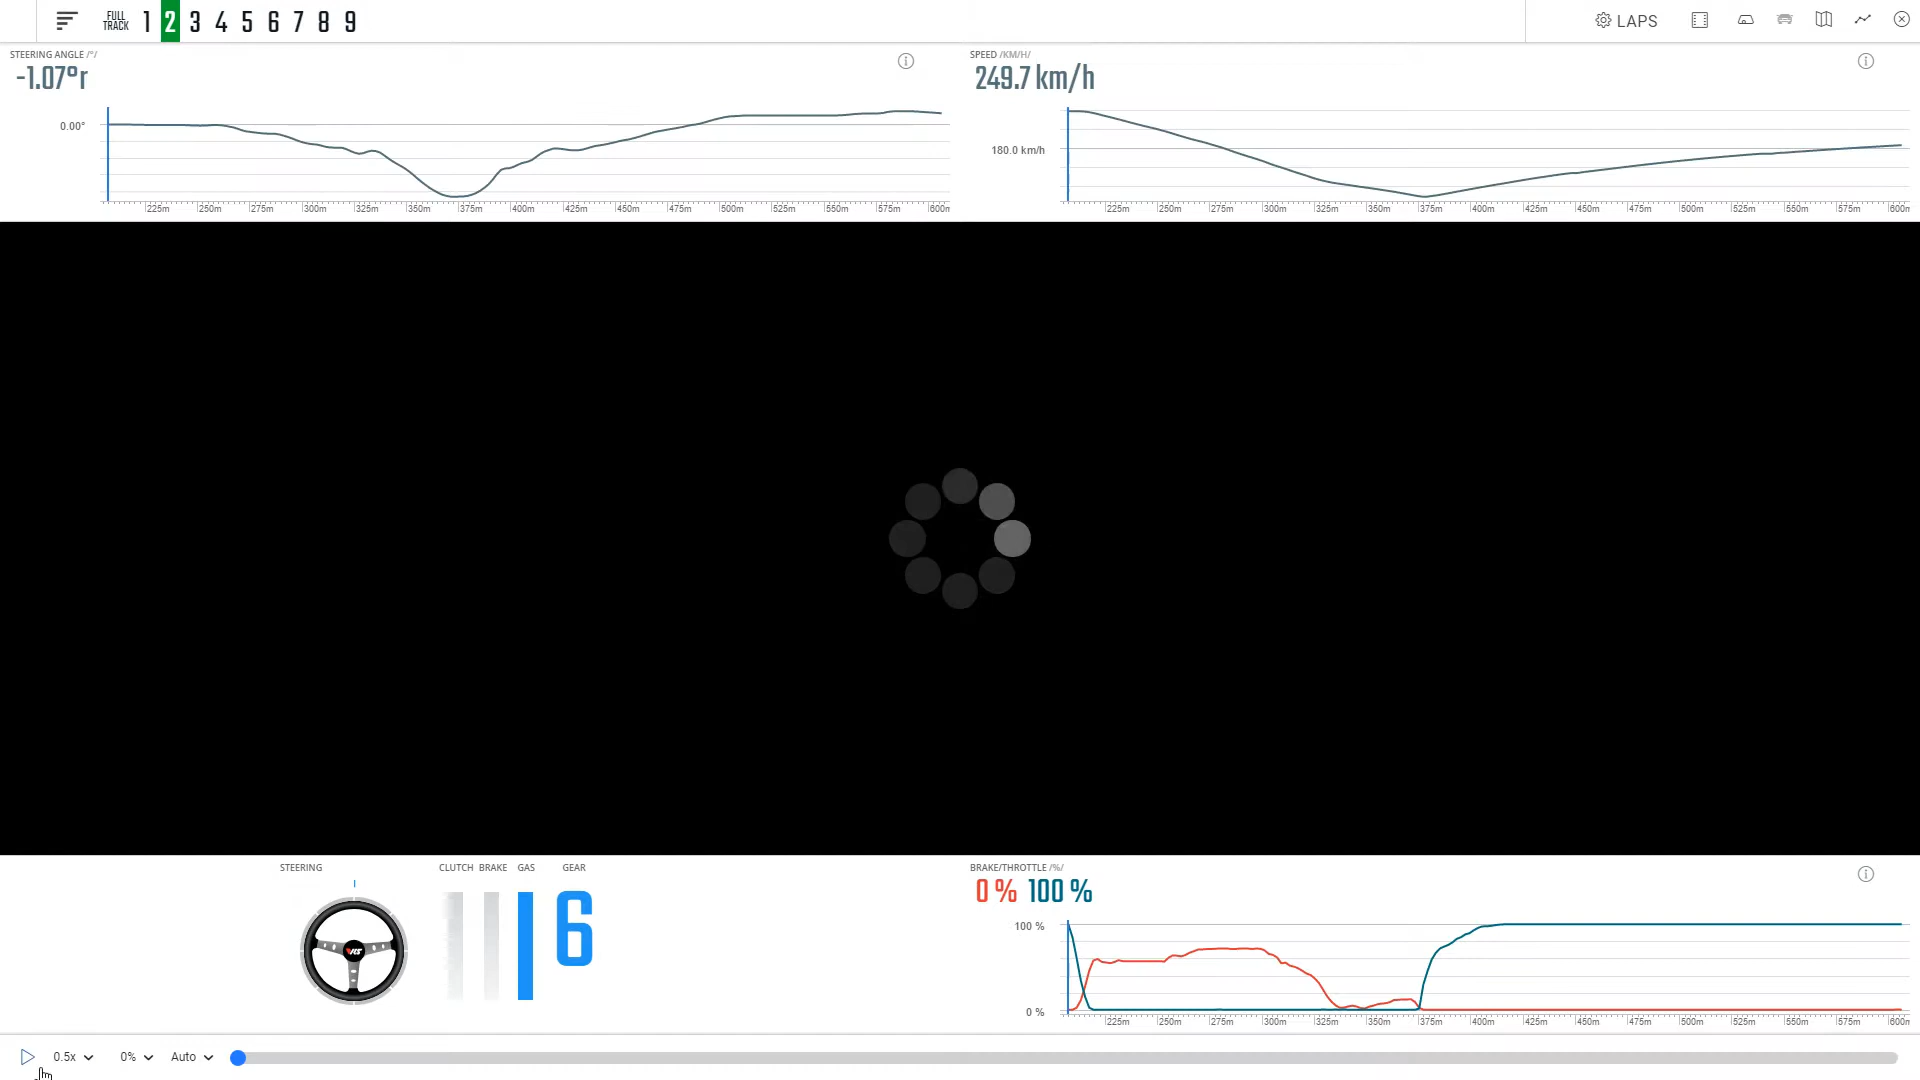 FULL TRACK 1 2 3 4 5 6 7 8 9 LAPS
STEERING ANGLE /°/
-1.07°r
0.00°
225m 250m 275m 300m 325m 350m 375m 400m 425m 450m 475m 500m 525m 550m 575m 600m
SPEED /KM/H/
249.7 km/h
180.0 km/h
225m 250m 275m 300m 325m 350m 375m 400m 425m 450m 475m 500m 525m 550m 575m 600m
STEERING CLUTCH BRAKE GAS GEAR
VRS
6
BRAKE/THROTTLE /%/
0 % 100 %
100 %
0 %
225m 250m 275m 300m 325m 350m 375m 400m 425m 450m 475m 500m 525m 550m 575m 600m
0.5x 0% Auto